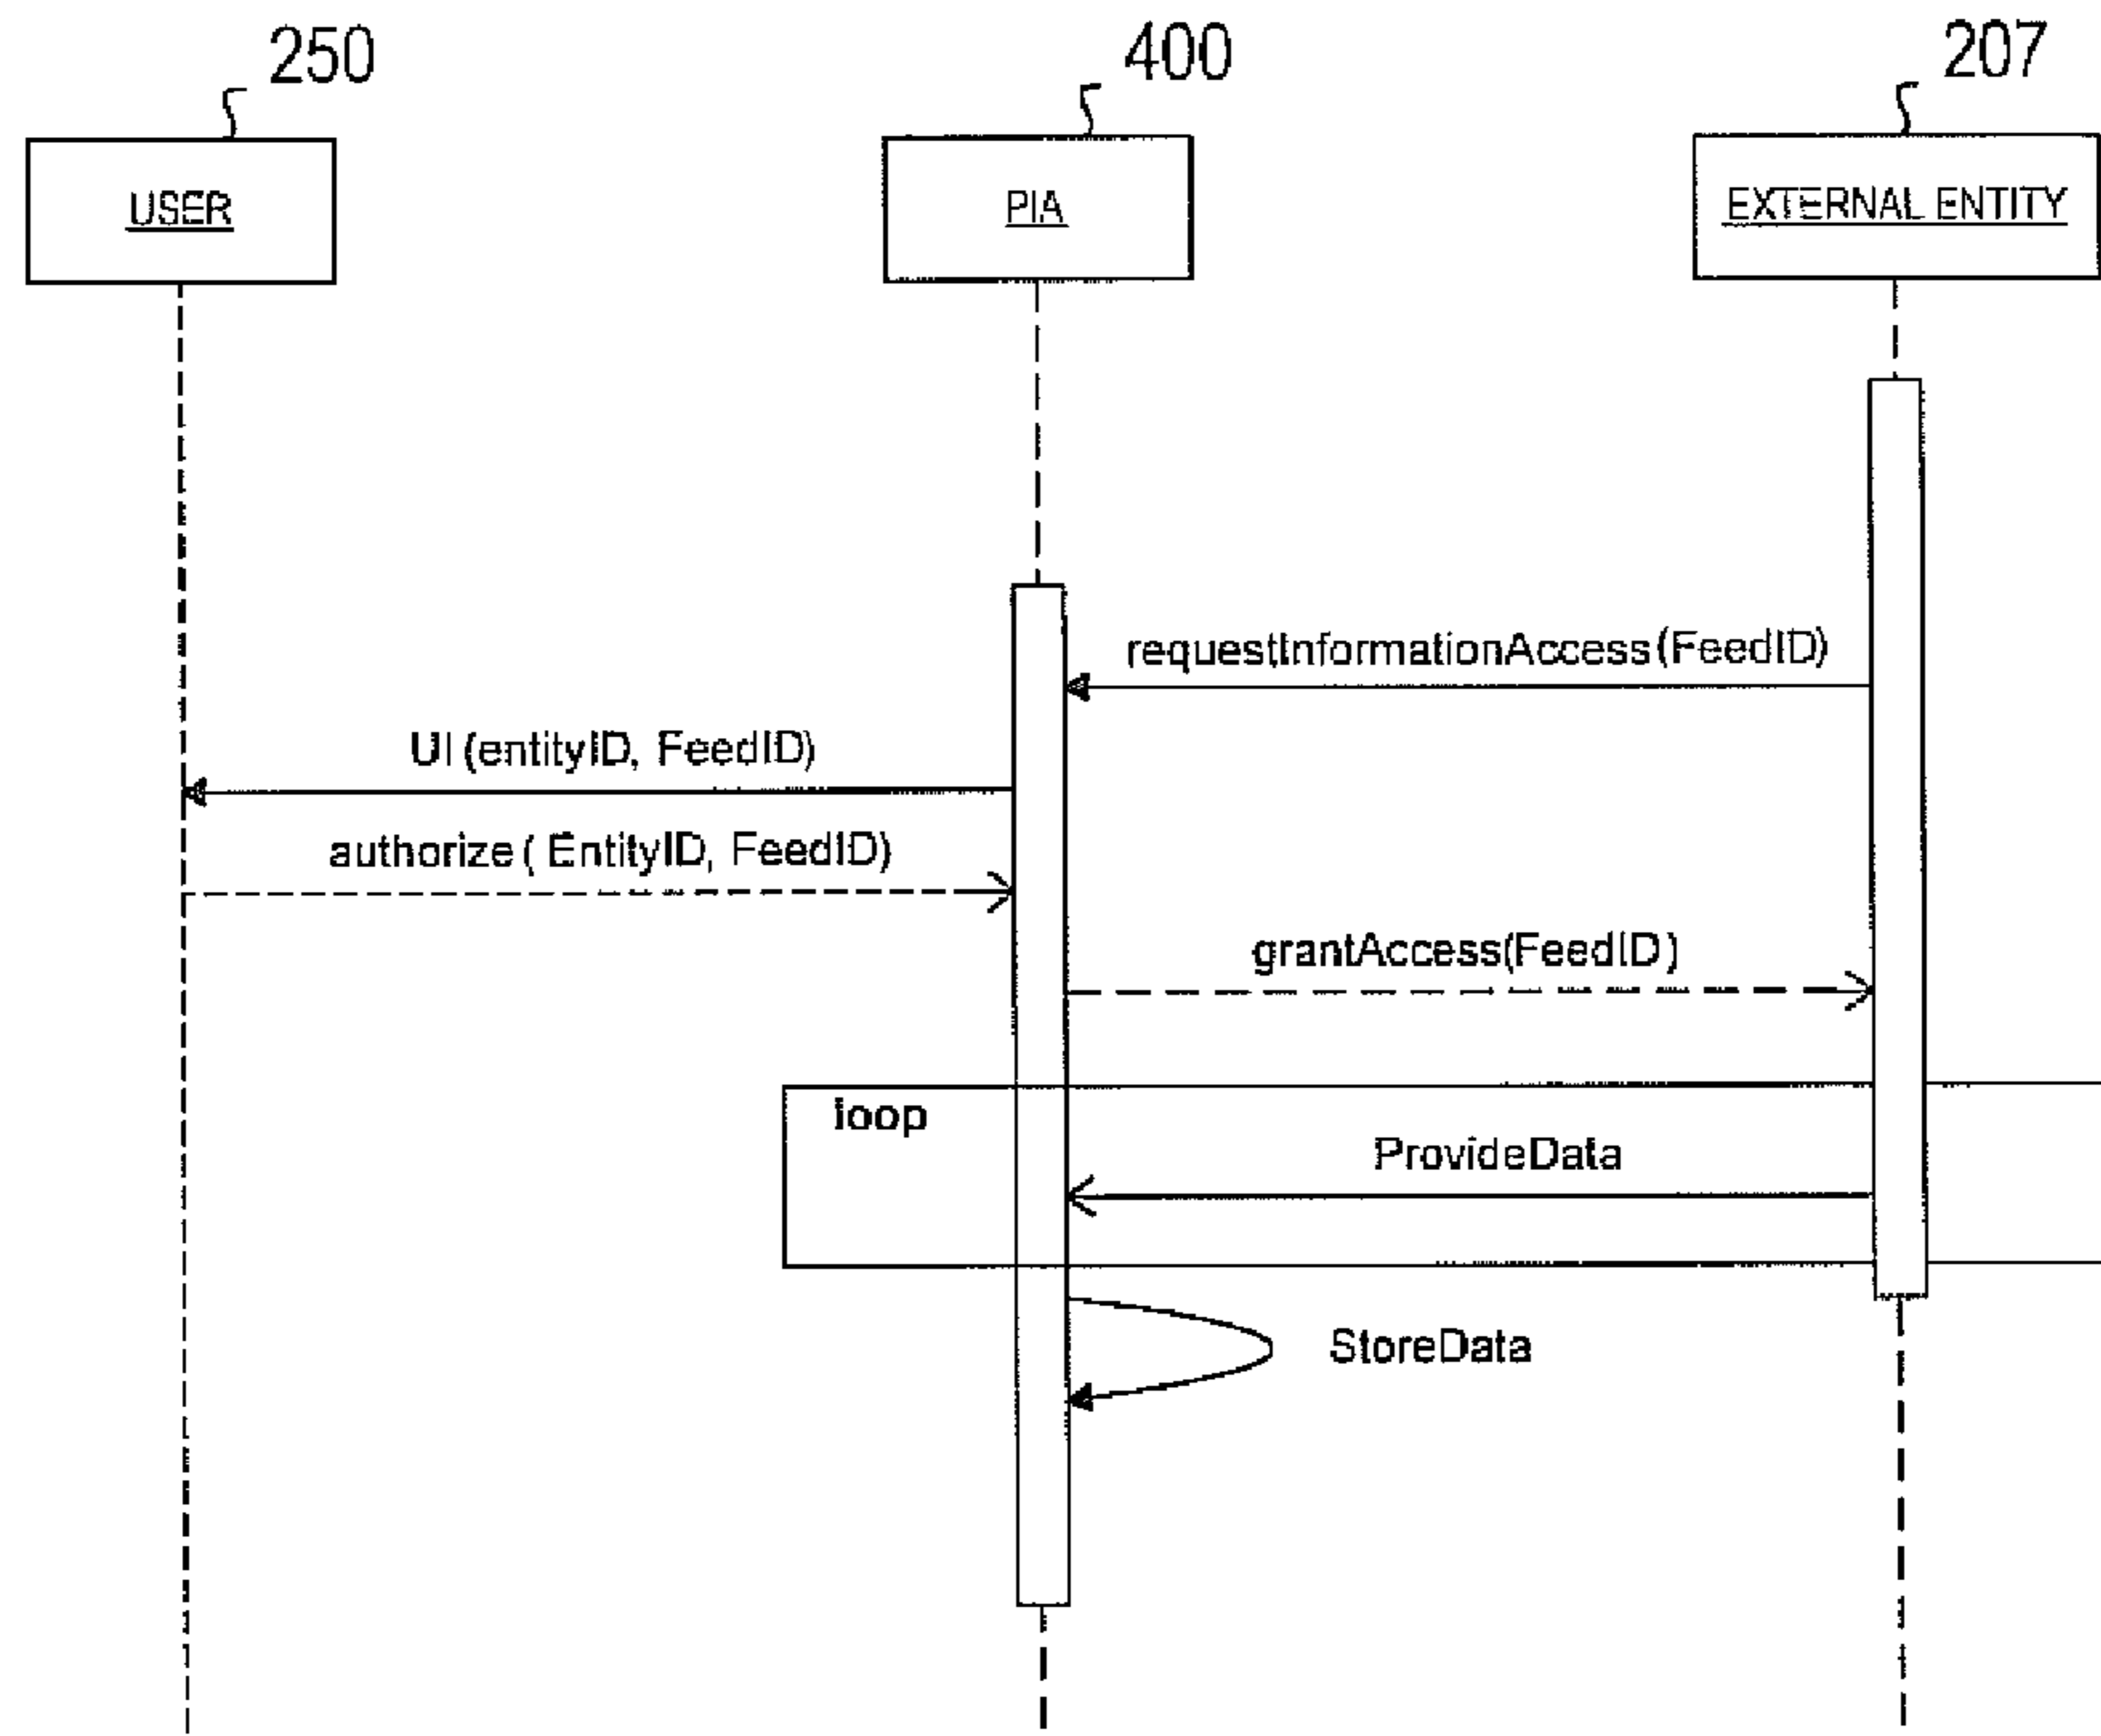 250
400
207
USER
PIA
EXTERNAL ENTITY
requestInformationAccess(FeedID)
UI (entityID, FeedID)
authorize ( EntityID, FeedID)
grantAccess(FeedID)
loop
ProvideData
StoreData